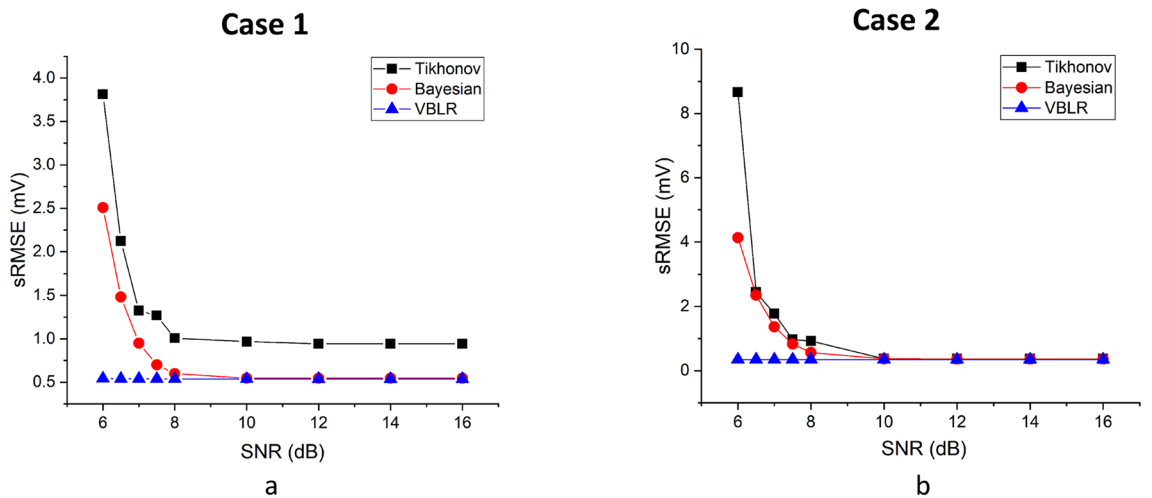 Case 1
Tikhonov
Bayesian
VBLR
4.0
3.5
3.0
2.5
2.0
1.5
1.0
0.5
sRMSE (mV)
6 8 10 12 14 16
SNR (dB)
a
Case 2
Tikhonov
Bayesian
VBLR
10
8
6
4
2
0
sRMSE (mV)
6 8 10 12 14 16
SNR (dB)
b